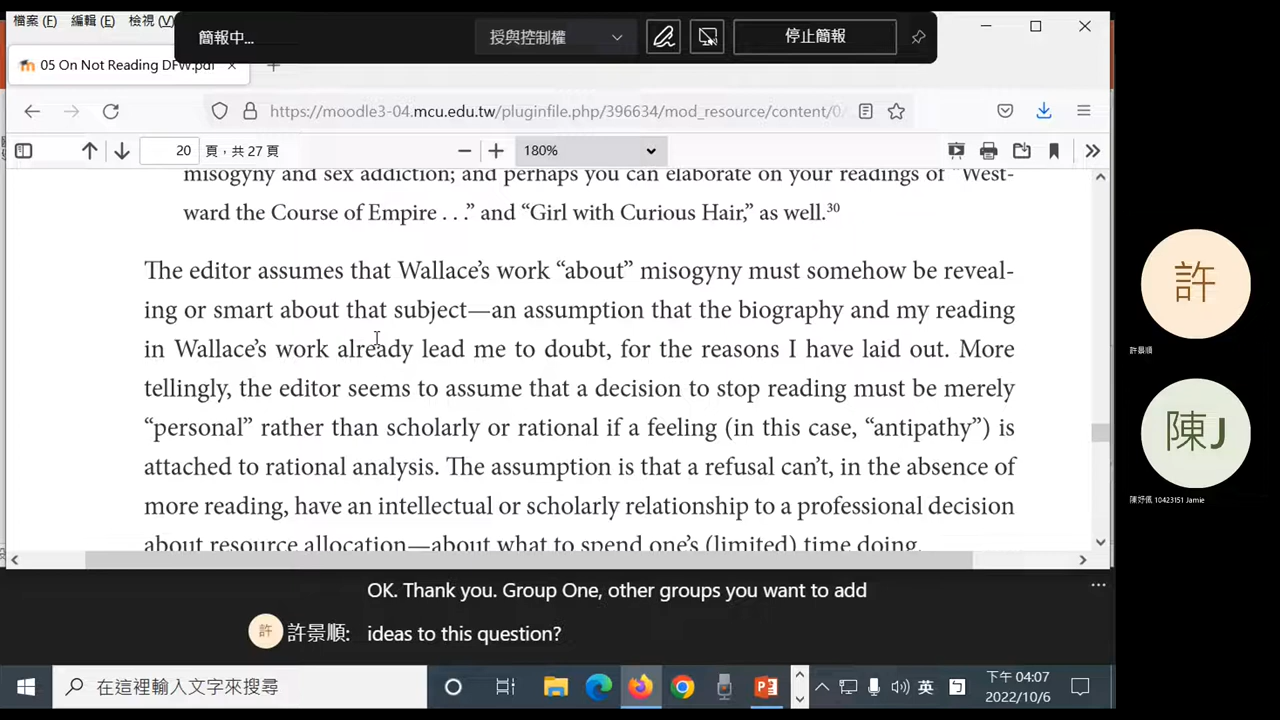 檔案 (F) 編輯 (E) 檢視 (V)
簡報中...
授與控制權
停止簡報
05 On Not Reading DFW.pdf
https://moodle3-04.mcu.edu.tw/pluginfile.php/396634/mod_resource/content/0/
20 頁，共 27 頁
180%
misogyny and sex addiction; and perhaps you can elaborate on your readings of “West-
ward the Course of Empire . . .” and “Girl with Curious Hair,” as well.³⁰
The editor assumes that Wallace’s work “about” misogyny must somehow be reveal-
ing or smart about that subject—an assumption that the biography and my reading
in Wallace’s work already lead me to doubt, for the reasons I have laid out. More
tellingly, the editor seems to assume that a decision to stop reading must be merely
“personal” rather than scholarly or rational if a feeling (in this case, “antipathy”) is
attached to rational analysis. The assumption is that a refusal can’t, in the absence of
more reading, have an intellectual or scholarly relationship to a professional decision
about resource allocation—about what to spend one’s (limited) time doing.
許
許景順
陳J
陳妤佩 10423151 Jamie
OK. Thank you. Group One, other groups you want to add
許
許景順:
ideas to this question?
在這裡輸入文字來搜尋
英
下午 04:07
2022/10/6